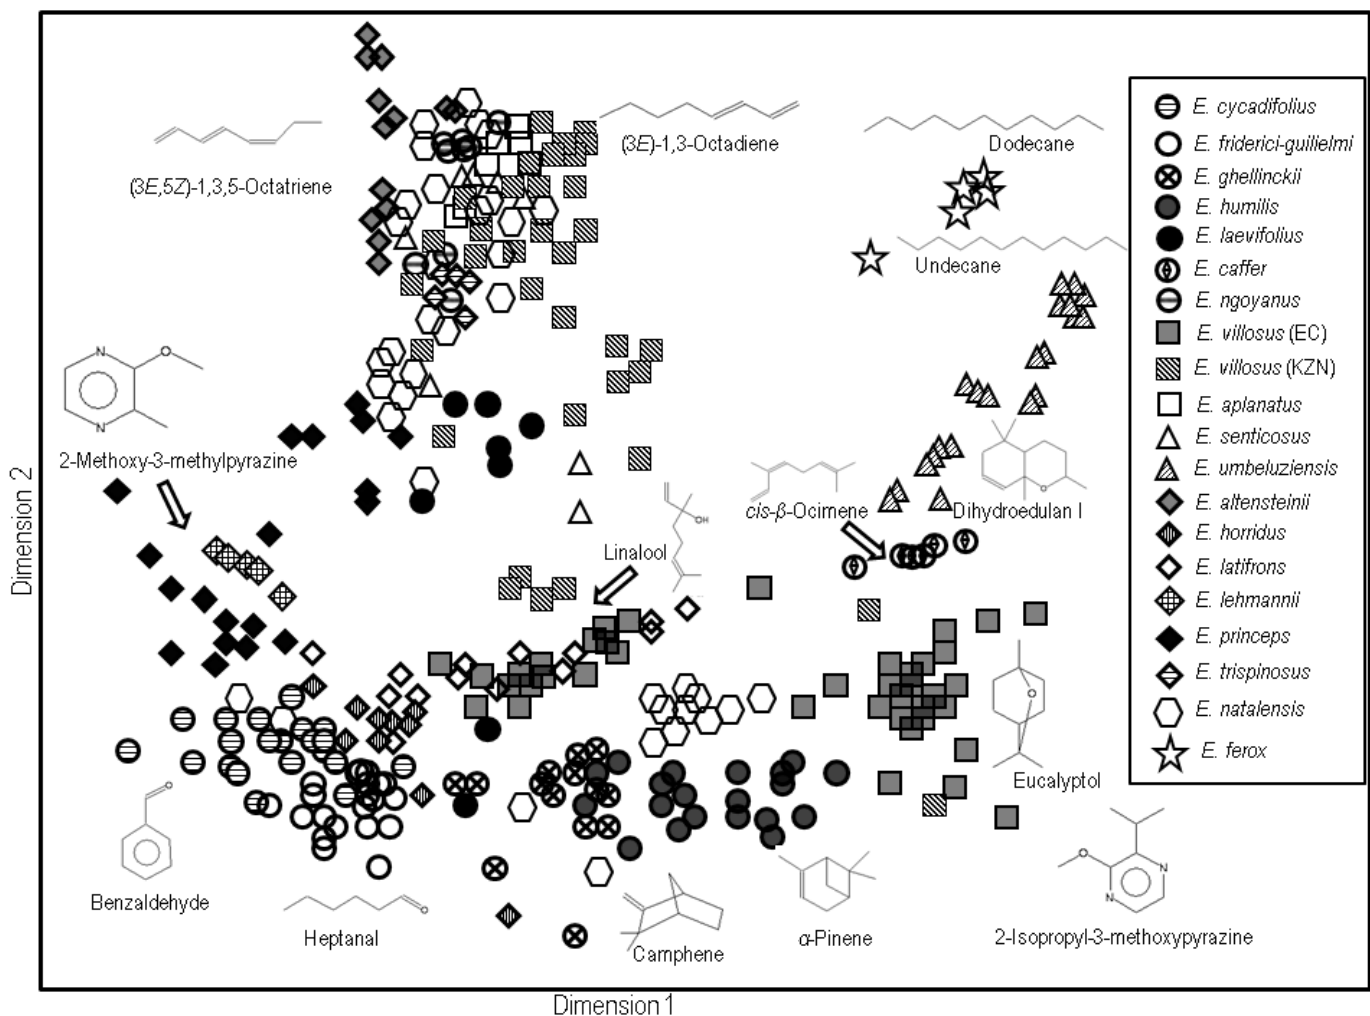 (3E)-1,3-Octadiene
Dodecane
(3E,5Z)-1,3,5-Octatriene
Undecane
N
O
N
2-Methoxy-3-methylpyrazine
OH
cis-β-Ocimene
O
Dihydroedulan I
Linalool
O
Eucalyptol
O
Benzaldehyde
O
Heptanal
Camphene
α-Pinene
O
N
N
2-Isopropyl-3-methoxypyrazine
E. cycadifolius
E. friderici-guilielmi
E. ghellinckii
E. humilis
E. laevifolius
E. caffer
E. ngoyanus
E. villosus (EC)
E. villosus (KZN)
E. aplanatus
E. senticosus
E. umbeluziensis
E. altensteinii
E. horridus
E. latifrons
E. lehmannii
E. princeps
E. trispinosus
E. natalensis
E. ferox
Dimension 2
Dimension 1